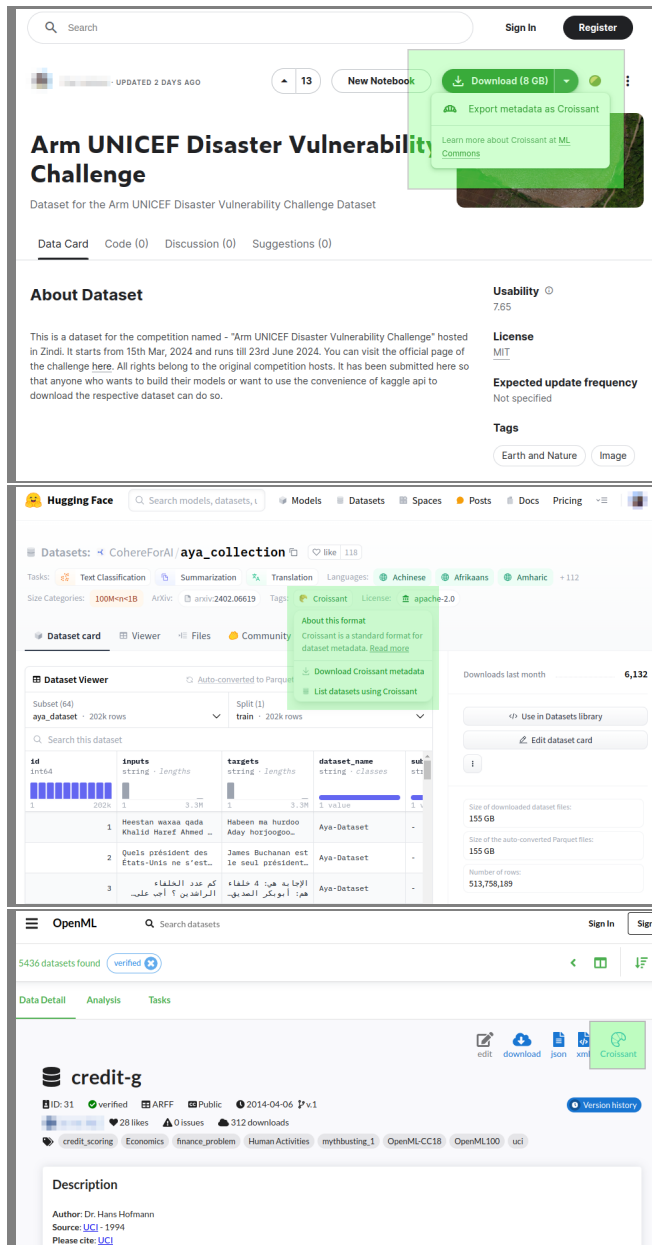 Search
Sign In
Register
UPDATED 2 DAYS AGO
13
New Notebook
Download (8 GB)
Export metadata as Croissant
Learn more about Croissant at ML
Commons
Arm UNICEF Disaster Vulnerability
Challenge
Dataset for the Arm UNICEF Disaster Vulnerability Challenge Dataset
Data Card Code (0) Discussion (0) Suggestions (0)
About Dataset
This is a dataset for the competition named - "Arm UNICEF Disaster Vulnerability Challenge" hosted
in Zindi. It starts from 15th Mar, 2024 and runs till 23rd June 2024. You can visit the official page of
the challenge here. All rights belong to the original competition hosts. It has been submitted here so
that anyone who wants to build their models or want to use the convenience of kaggle api to
download the respective dataset can do so.
Usability
7.65
License
MIT
Expected update frequency
Not specified
Tags
Earth and Nature Image
Hugging Face Search models, datasets, Models Datasets Spaces Posts Docs Pricing
Datasets: CohereForAI/aya_collection like 118
Tasks: Text Classification Summarization Translation Languages: Achinese Afrikaans Amharic +112
Size Categories: 100M<n<1B ArXiv: arxiv:2402.06619 Tags: Croissant License: apache-2.0
About this format
Croissant is a standard format for
dataset metadata. Read more
Download Croissant metadata
List datasets using Croissant
Dataset card Viewer Files Community
Dataset Viewer Auto-converted to Parquet
Subset (64)
aya_dataset · 202k rows
Split (1)
train · 202k rows
Search this dataset
id inputs targets dataset_name
int64 string · lengths string · lengths string · classes
1 202k 1 3.3M 1 3.3M 1 value
1 Heestan waxaa qada Khalid Haref Ahmed … Habeen ma hurdoo Aday horjoogoo… Aya-Dataset -
2 Quels président des États-Unis ne s'est… James Buchanan est le seul président… Aya-Dataset -
3 كم عدد الخلفاء الراشدين ؟ أجب على… الإجابة هي: 4 خلفاء هم: أبوبكر الصديق… Aya-Dataset -
Downloads last month 6,132
Use in Datasets library
Edit dataset card
Size of downloaded dataset files:
155 GB
Size of the auto-converted Parquet files:
155 GB
Number of rows:
513,758,189
OpenML Search datasets Sign In Sign
5436 datasets found verified
Data Detail Analysis Tasks
edit download json xml Croissant
credit-g
ID: 31 verified ARFF Public 2014-04-06 v.1
Version history
28 likes 0 issues 312 downloads
credit_scoring Economics finance_problem Human Activities mythbusting_1 OpenML-CC18 OpenML100 uci
Description
Author: Dr. Hans Hofmann
Source: UCI - 1994
Please cite: UCI